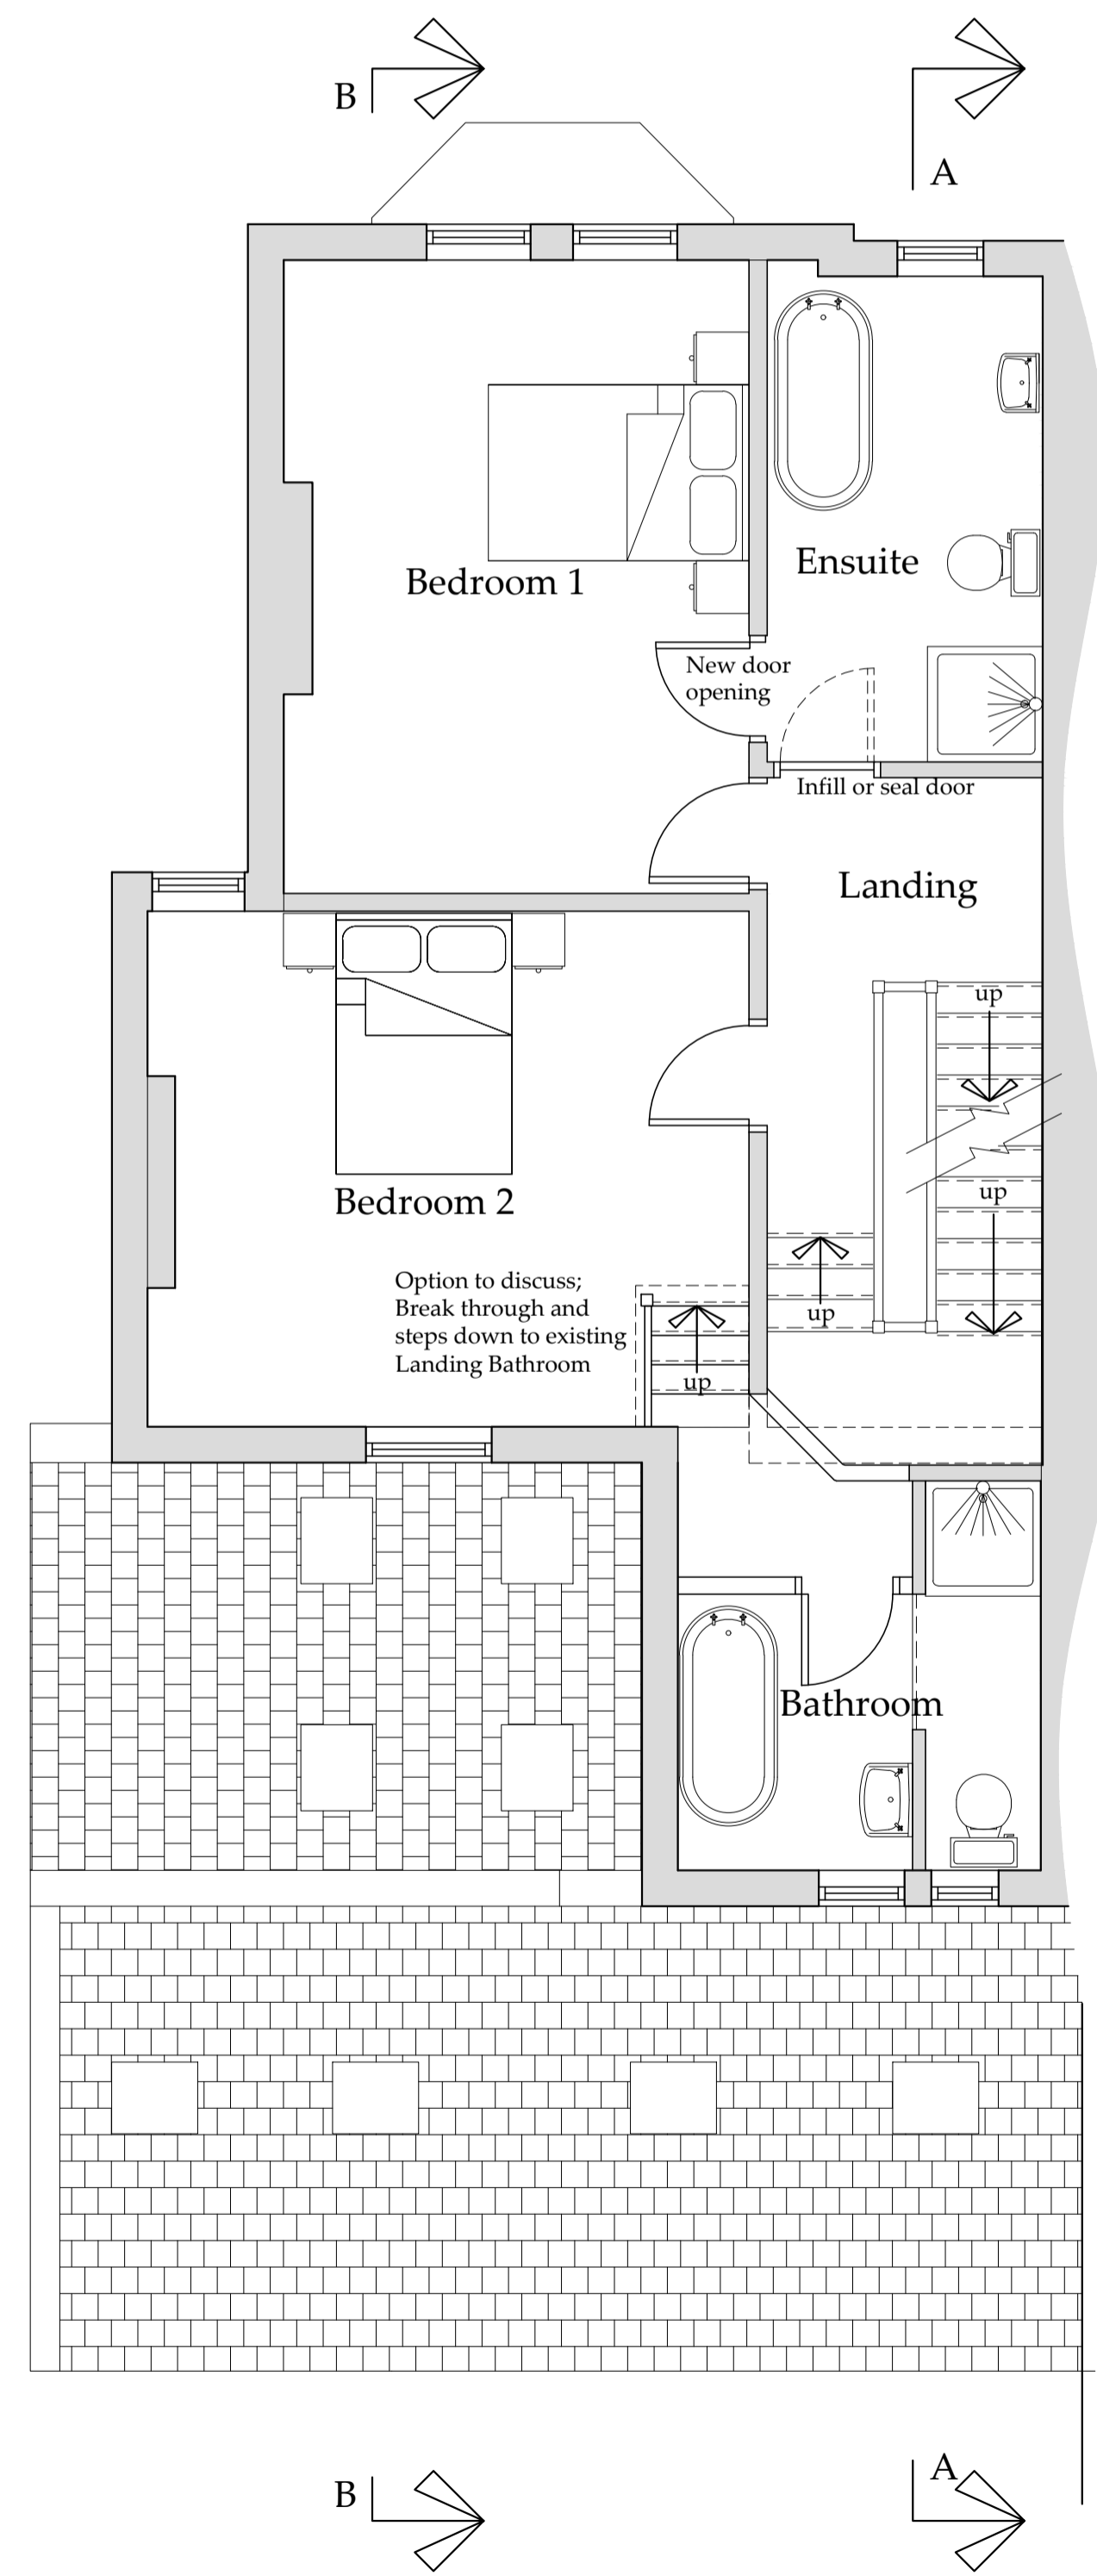 B
A
Ensuite
Bedroom 1
New door
opening
Infill or seal door
Landing
up
up
Bedroom 2
Option to discuss;
Break through and
steps down to existing
Landing Bathroom
up
up
Bathroom
A
B